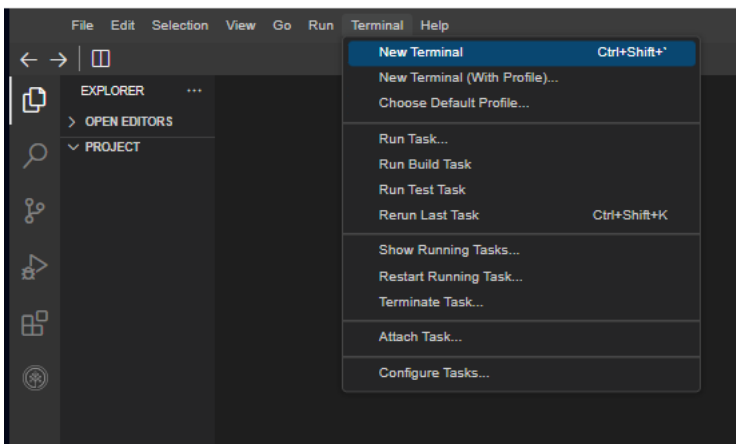 File Edit Selection View Go Run Terminal Help
EXPLORER ...
OPEN EDITORS
PROJECT
New Terminal Ctrl+Shift+`
New Terminal (With Profile)...
Choose Default Profile...
Run Task...
Run Build Task
Run Test Task
Rerun Last Task Ctrl+Shift+K
Show Running Tasks...
Restart Running Task...
Terminate Task...
Attach Task...
Configure Tasks...